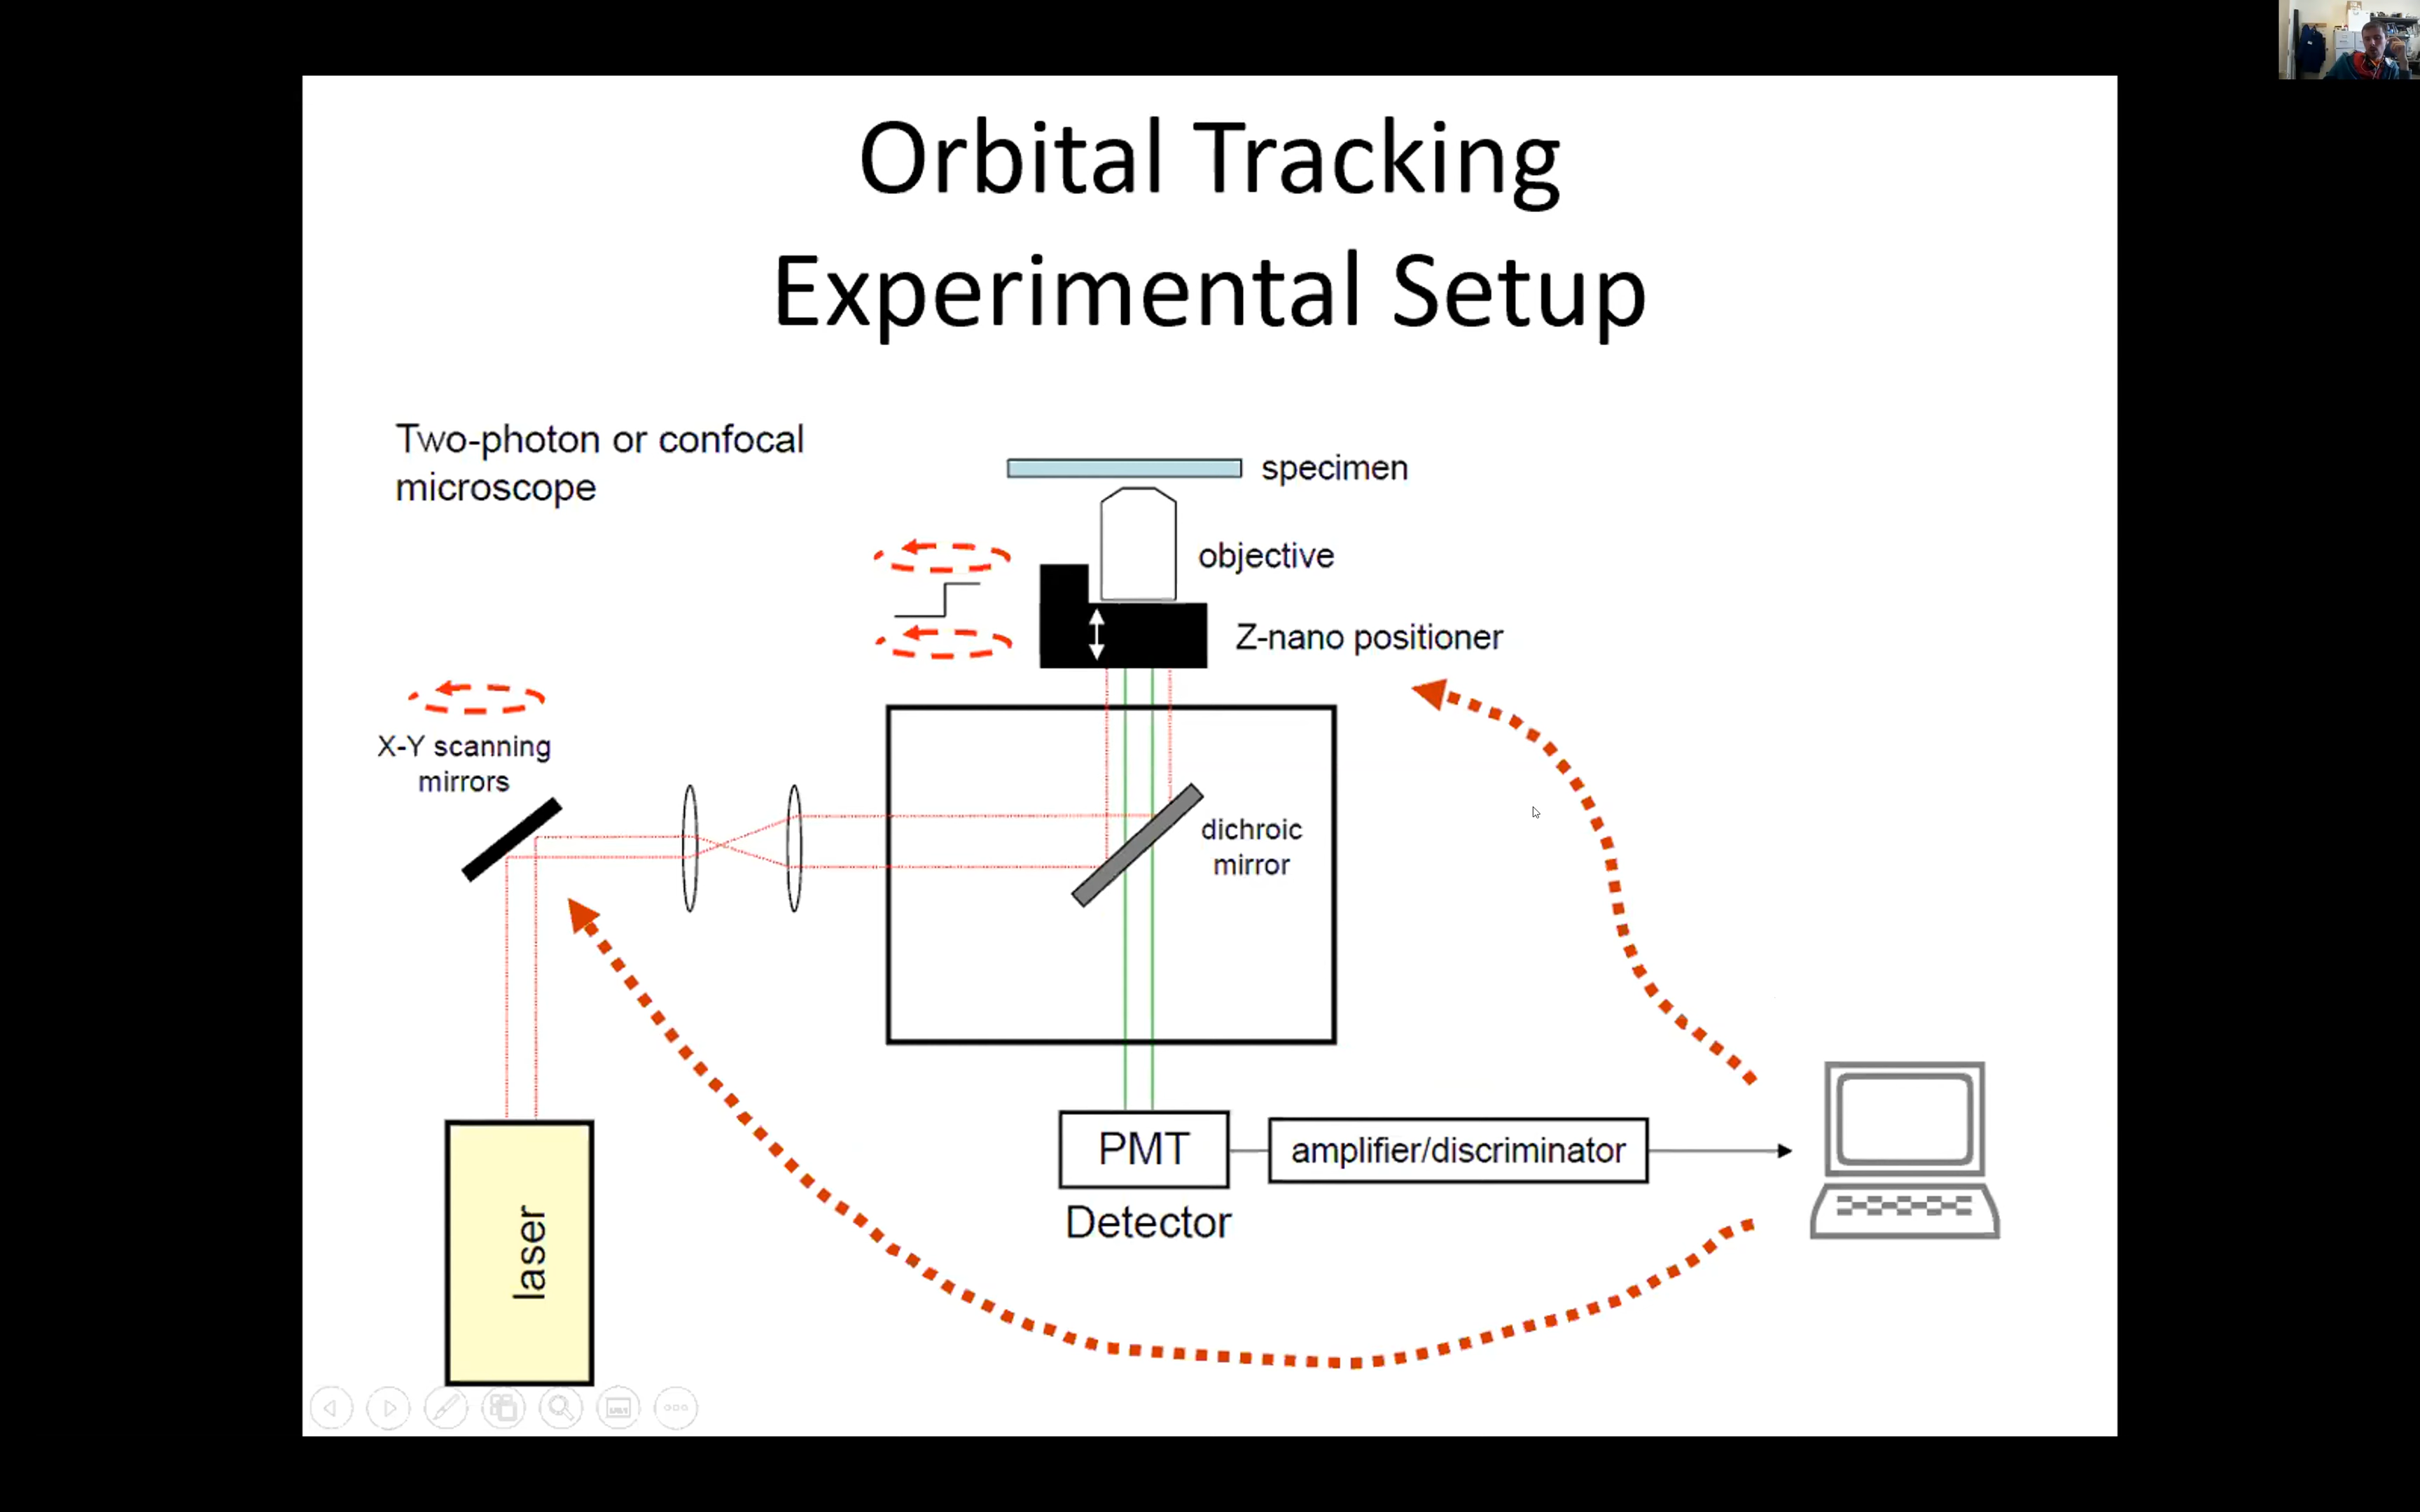 Orbital Tracking
Experimental Setup
Two-photon or confocal
microscope
specimen
objective
Z-nano positioner
X-Y scanning
mirrors
dichroic
mirror
PMT
amplifier/discriminator
Detector
laser